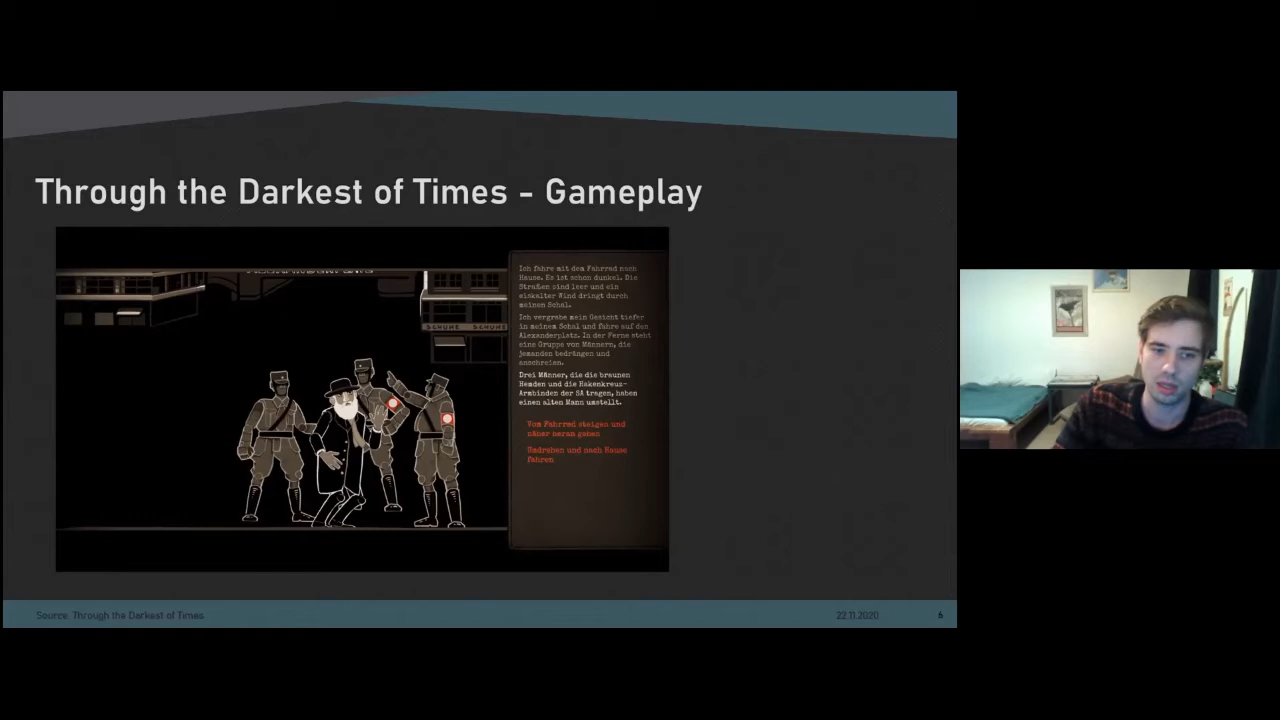 Through the Darkest of Times - Gameplay
Ich fahre mit dem Fahrrad nach
Hause. Es ist schon dunkel. Die
Straßen sind leer und ein
eiskalter Wind dringt durch
meinen Schal.
Ich vergrabe mein Gesicht tiefer
in meinem Schal und fahre auf den
Alexanderplatz. In der Ferne steht
eine Gruppe von Männern, die
jemanden bedrängen und
anschreien.
Drei Männer, die die braunen
Hemden und die Hakenkreuz-
Armbinden der SA tragen, haben
einen alten Mann umstellt.
Vom Fahrrad steigen und
näher heran gehen
Umdrehen und nach Hause
fahren
SCHUHE SCHUHE
Source: Through the Darkest of Times
22.11.2020
6